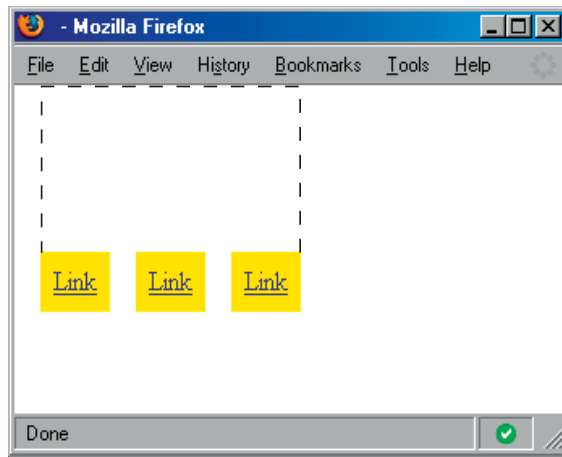 - Mozilla Firefox
File Edit View History Bookmarks Tools Help
Link Link Link
Done